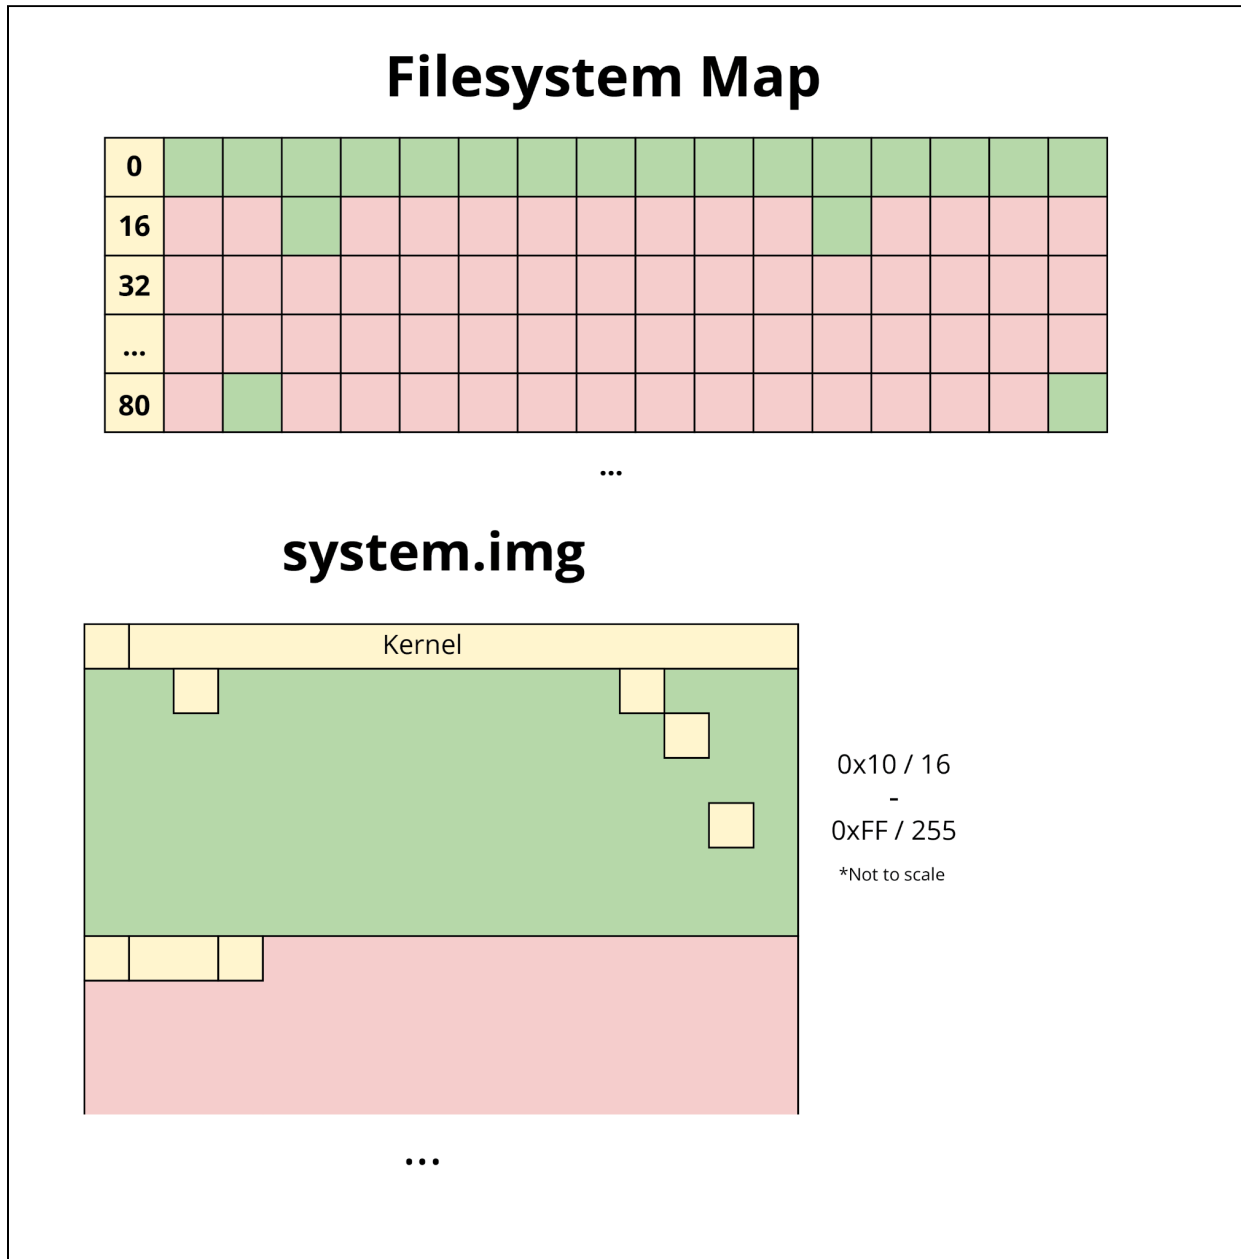 Filesystem Map
0
16
32
...
80
...
system.img
Kernel
0x10 / 16
-
0xFF / 255
*Not to scale
...